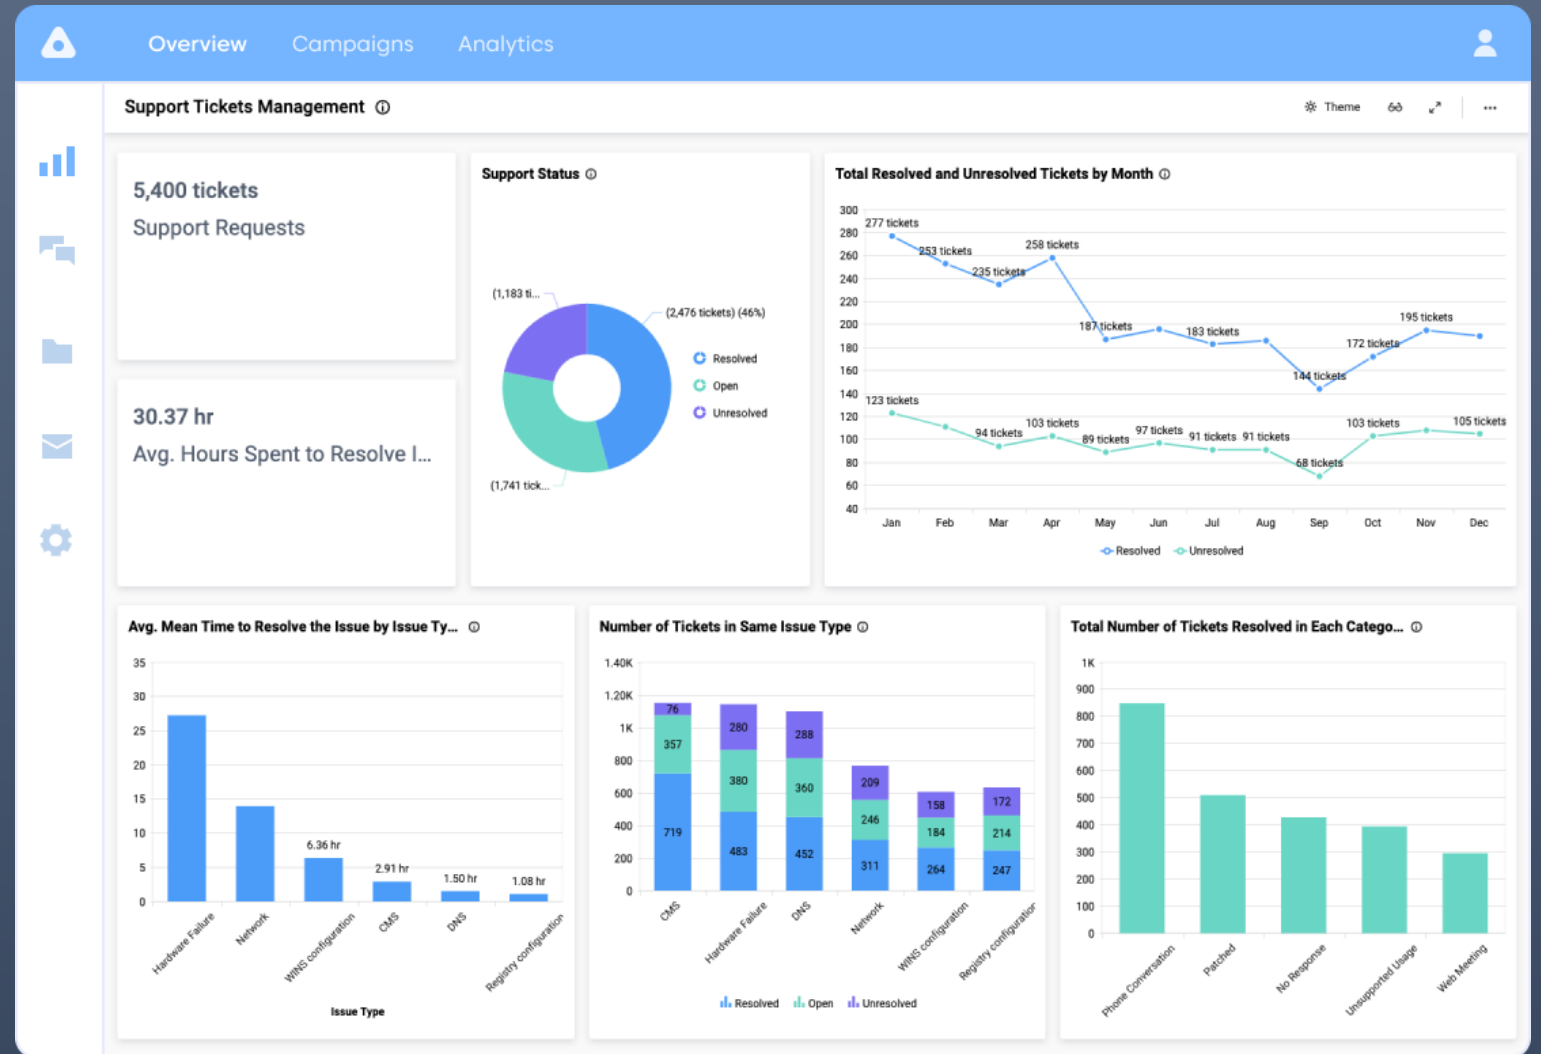 Overview Campaigns Analytics
Support Tickets Management
Theme
5,400 tickets
Support Requests
30.37 hr
Avg. Hours Spent to Resolve I...
Support Status
(1,183 ti...
(2,476 tickets) (46%)
(1,741 tick...
Resolved
Open
Unresolved
Total Resolved and Unresolved Tickets by Month
300
280
260
240
220
200
180
160
140
120
100
80
60
40
277 tickets
253 tickets
235 tickets
258 tickets
187 tickets
183 tickets
144 tickets
172 tickets
195 tickets
123 tickets
94 tickets
103 tickets
89 tickets
97 tickets
91 tickets
91 tickets
68 tickets
103 tickets
105 tickets
Jan Feb Mar Apr May Jun Jul Aug Sep Oct Nov Dec
Resolved Unresolved
Avg. Mean Time to Resolve the Issue by Issue Ty...
35
30
25
20
15
10
5
0
6.36 hr
2.91 hr
1.50 hr
1.08 hr
Hardware Failure
Network
WINS configuration
CMS
DNS
Registry configuration
Issue Type
Number of Tickets in Same Issue Type
1.40K
1.20K
1K
800
600
400
200
0
76
357
719
280
380
483
288
360
452
209
246
311
158
184
264
172
214
247
CMS
Hardware Failure
DNS
Network
WINS configuration
Registry configuration
Resolved Open Unresolved
Total Number of Tickets Resolved in Each Catego...
1K
900
800
700
600
500
400
300
200
100
0
Phone Conversation
Patched
No Response
Unsupported Usage
Web Meeting